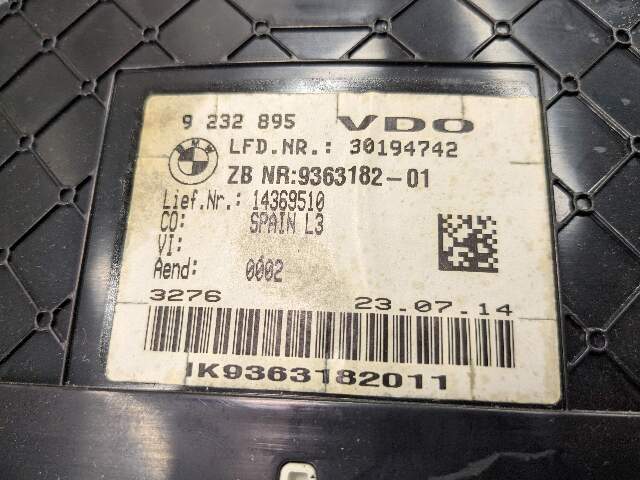 9 232 895 VDO
BMW
LFD.NR.: 30194742
ZB NR:9363182-01
Lief.Nr.: 14369510
CO: SPAIN L3
VI:
Aend: 0002
3276 23.07.14
IK9363182011